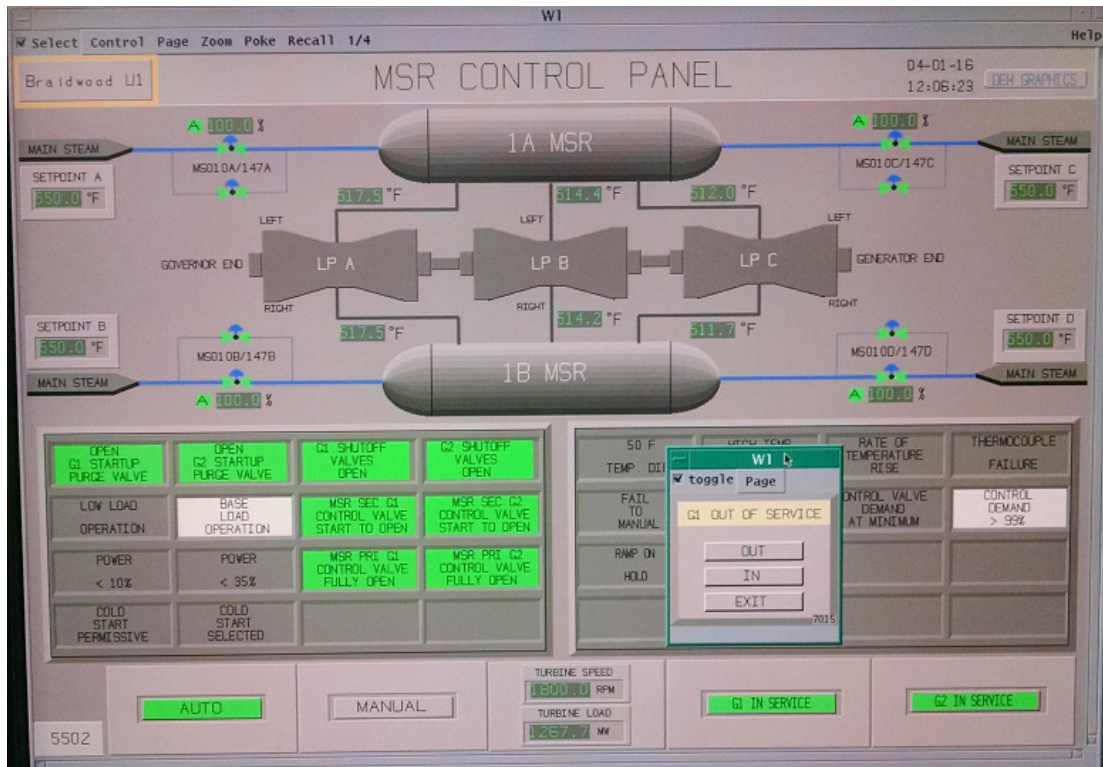 W1
Select Control Page Zoom Poke Recall 1/4 Help
Braidwood U1
MSR CONTROL PANEL
04-01-16
12:06:23
DEH GRAPHICS
A 100.0 %
A 100.0 %
MAIN STEAM
MAIN STEAM
1A MSR
MS010A/147A
MS010C/147C
SETPOINT A
550.0 °F
SETPOINT C
550.0 °F
517.5 °F
514.4 °F
512.0 °F
LEFT
LEFT
LEFT
GOVERNOR END
LP A
LP B
LP C
GENERATOR END
RIGHT
RIGHT
RIGHT
SETPOINT B
550.0 °F
SETPOINT D
550.0 °F
517.5 °F
514.2 °F
511.7 °F
MS010B/147B
MS010D/147D
MAIN STEAM
MAIN STEAM
1B MSR
A 100.0 %
A 100.0 %
OPEN
G1 STARTUP
PURGE VALVE
OPEN
G2 STARTUP
PURGE VALVE
G1 SHUTOFF
VALVES
OPEN
G2 SHUTOFF
VALVES
OPEN
LOW LOAD
OPERATION
BASE
LOAD
OPERATION
MSR SEC G1
CONTROL VALVE
START TO OPEN
MSR SEC G2
CONTROL VALVE
START TO OPEN
POWER
< 10%
POWER
< 35%
MSR PRI G1
CONTROL VALVE
FULLY OPEN
MSR PRI G2
CONTROL VALVE
FULLY OPEN
COLD
START
PERMISSIVE
COLD
START
SELECTED
50 F
TEMP DIF
HIGH TEMP
RATE OF
TEMPERATURE
RISE
THERMOCOUPLE
FAILURE
FAIL
TO
MANUAL
CONTROL VALVE
DEMAND
AT MINIMUM
CONTROL
DEMAND
> 99%
RAMP ON
HOLD
W1
toggle Page
G1 OUT OF SERVICE
OUT
IN
EXIT
7015
AUTO
MANUAL
TURBINE SPEED
1800.0 RPM
TURBINE LOAD
1267.7 MW
G1 IN SERVICE
G2 IN SERVICE
5502